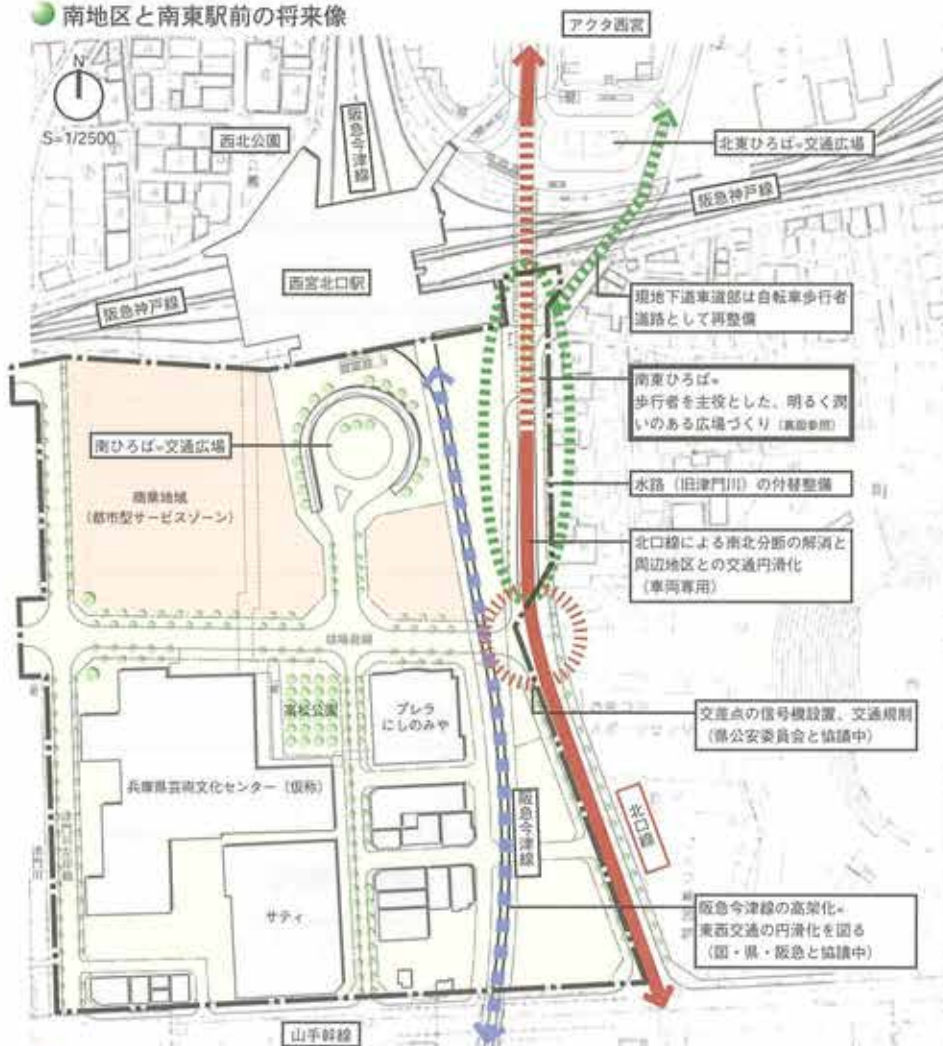 南地区と南東駅前の将来像
アクタ西宮
N
S=1/2500
西北公園
阪急今津線
北東ひろば=交通広場
阪急神戸線
西宮北口駅
阪急神戸線
現地下道車道部は自転車歩行者
道路として再整備
南東ひろば=
歩行者を主役とした、明るく潤
いのある広場づくり（裏面参照）
南ひろば=交通広場
水路（旧津門川）の付替整備
商業地域
（都市型サービスゾーン）
北口線による南北分断の解消と
周辺地区との交通円滑化
（車両専用）
球場前線
高松公園
プレラ
にしのみや
交差点の信号機設置、交通規制
（県公安委員会と協議中）
兵庫県芸術文化センター（仮称）
阪急今津線
北口線
津門川
サティ
阪急今津線の高架化=
東西交通の円滑化を図る
（国・県・阪急と協議中）
山手幹線